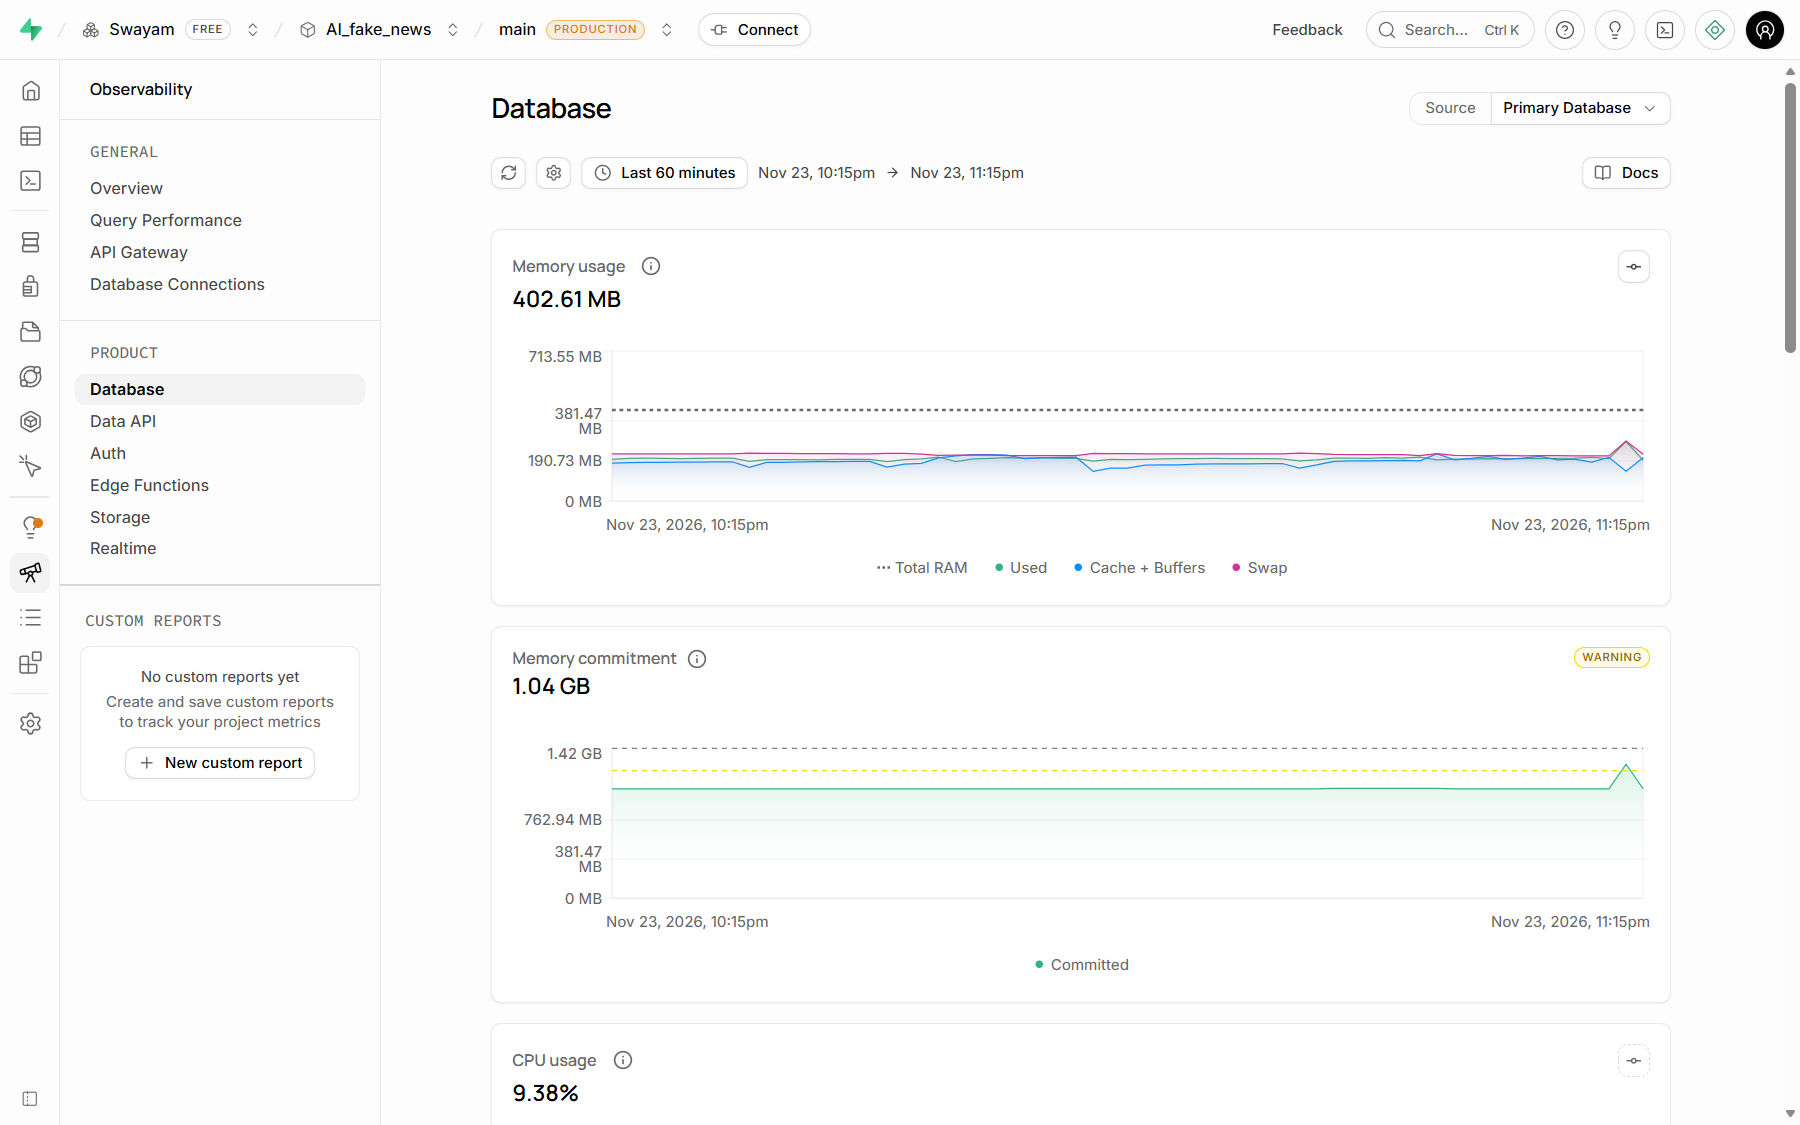 Swayam FREE AI_fake_news main PRODUCTION Connect Feedback Search... Ctrl K
Observability
GENERAL
Overview
Query Performance
API Gateway
Database Connections
PRODUCT
Database
Data API
Auth
Edge Functions
Storage
Realtime
CUSTOM REPORTS
No custom reports yet
Create and save custom reports
to track your project metrics
New custom report
Database
Source Primary Database
Last 60 minutes Nov 23, 10:15pm → Nov 23, 11:15pm Docs
Memory usage
402.61 MB
713.55 MB
381.47
MB
190.73 MB
0 MB
Nov 23, 2026, 10:15pm Nov 23, 2026, 11:15pm
Total RAM Used Cache + Buffers Swap
Memory commitment WARNING
1.04 GB
1.42 GB
762.94 MB
381.47
MB
0 MB
Nov 23, 2026, 10:15pm Nov 23, 2026, 11:15pm
Committed
CPU usage
9.38%